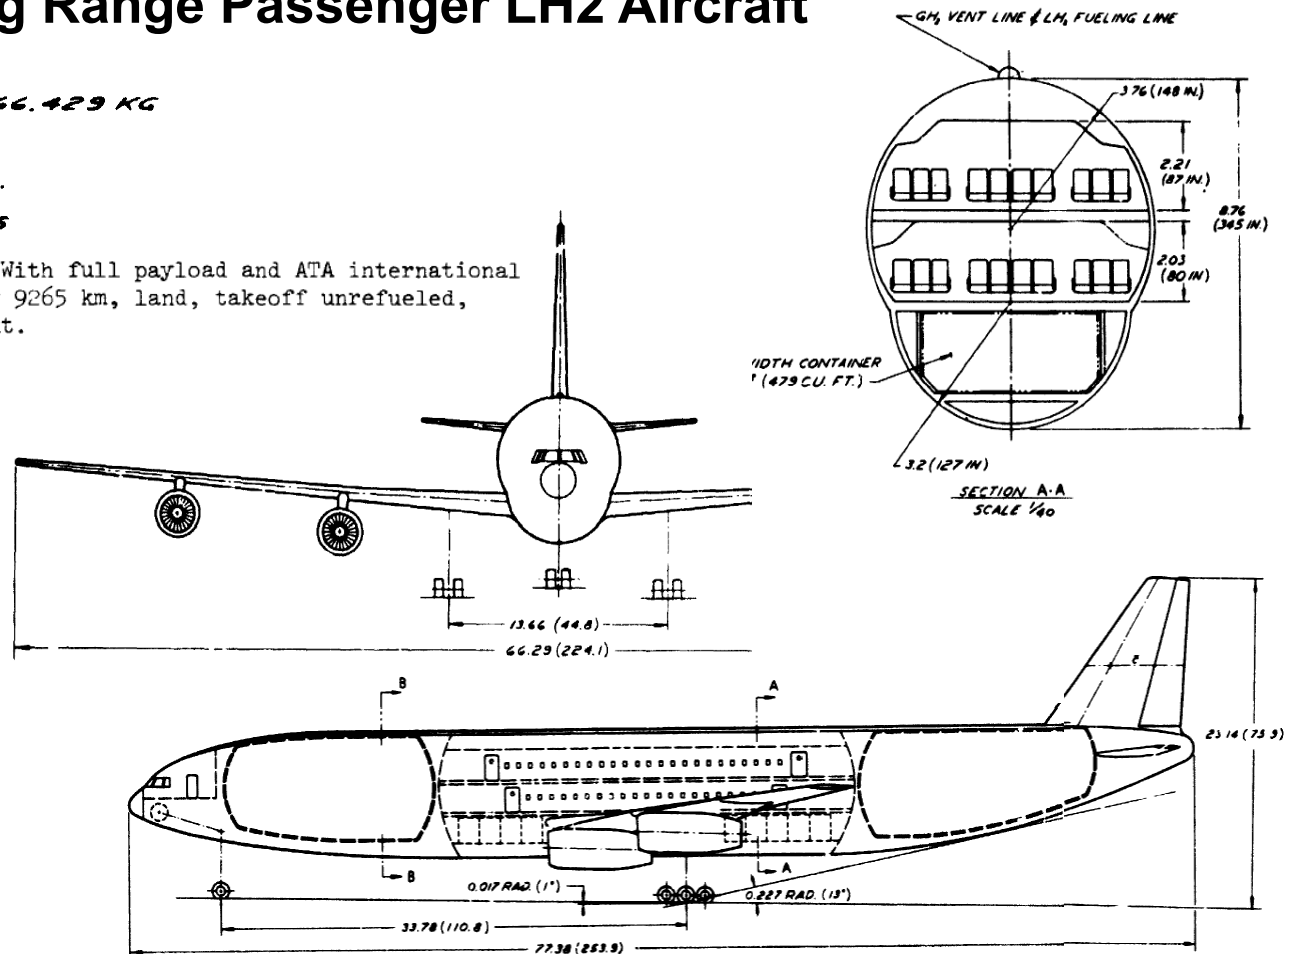 g Range Passenger LH2 Aircraft
66.429 KG
With full payload and ATA international
9265 km, land, takeoff unrefueled,
t.
GH₂ VENT LINE ₵ LH₂ FUELING LINE
3.76 (148 IN.)
2.21
(87 IN.)
8.76
(345 IN.)
2.03
(80 IN)
IDTH CONTAINER
(479 CU. FT.)
3.2 (127 IN)
SECTION A-A
SCALE 1/40
13.66 (44.8)
66.29 (224.1)
B
A
23.14 (75.9)
B
A
0.017 RAD. (1°)
0.227 RAD. (13°)
33.78 (110.8)
77.38 (253.9)